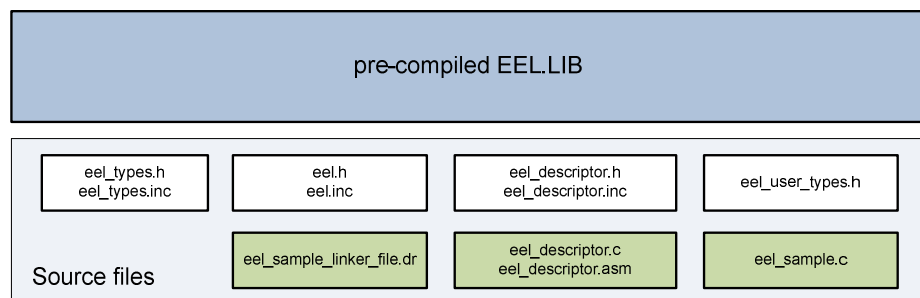 pre-compiled EEL.LIB
eel_types.h
eel_types.inc
eel.h
eel.inc
eel_descriptor.h
eel_descriptor.inc
eel_user_types.h
eel_sample_linker_file.dr
eel_descriptor.c
eel_descriptor.asm
eel_sample.c
Source files